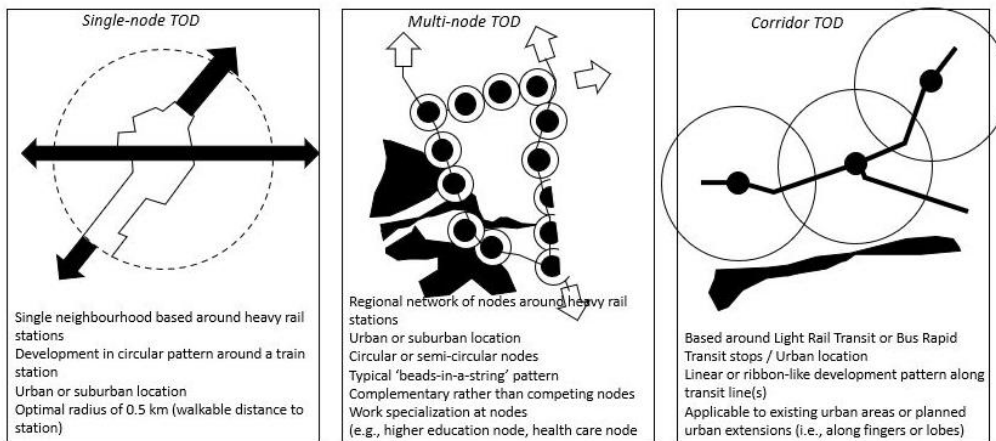 Single-node TOD
Single neighbourhood based around heavy rail
stations
Development in circular pattern around a train
station
Urban or suburban location
Optimal radius of 0.5 km (walkable distance to
station)
Multi-node TOD
Regional network of nodes around heavy rail
stations
Urban or suburban location
Circular or semi-circular nodes
Typical ‘beads-in-a-string’ pattern
Complementary rather than competing nodes
Work specialization at nodes
(e.g., higher education node, health care node
Corridor TOD
Based around Light Rail Transit or Bus Rapid
Transit stops / Urban location
Linear or ribbon-like development pattern along
transit line(s)
Applicable to existing urban areas or planned
urban extensions (i.e., along fingers or lobes)